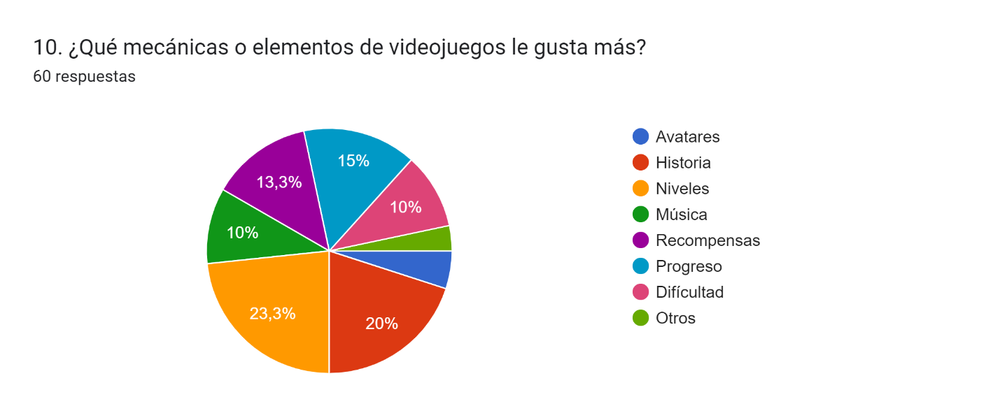 10. ¿Qué mecánicas o elementos de videojuegos le gusta más?
60 respuestas
15%
13,3%
10%
10%
23,3%
20%
Avatares
Historia
Niveles
Música
Recompensas
Progreso
Difícultad
Otros